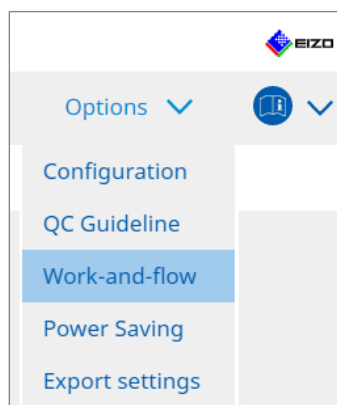 EIZO
Options
Configuration
QC Guideline
Work-and-flow
Power Saving
Export settings